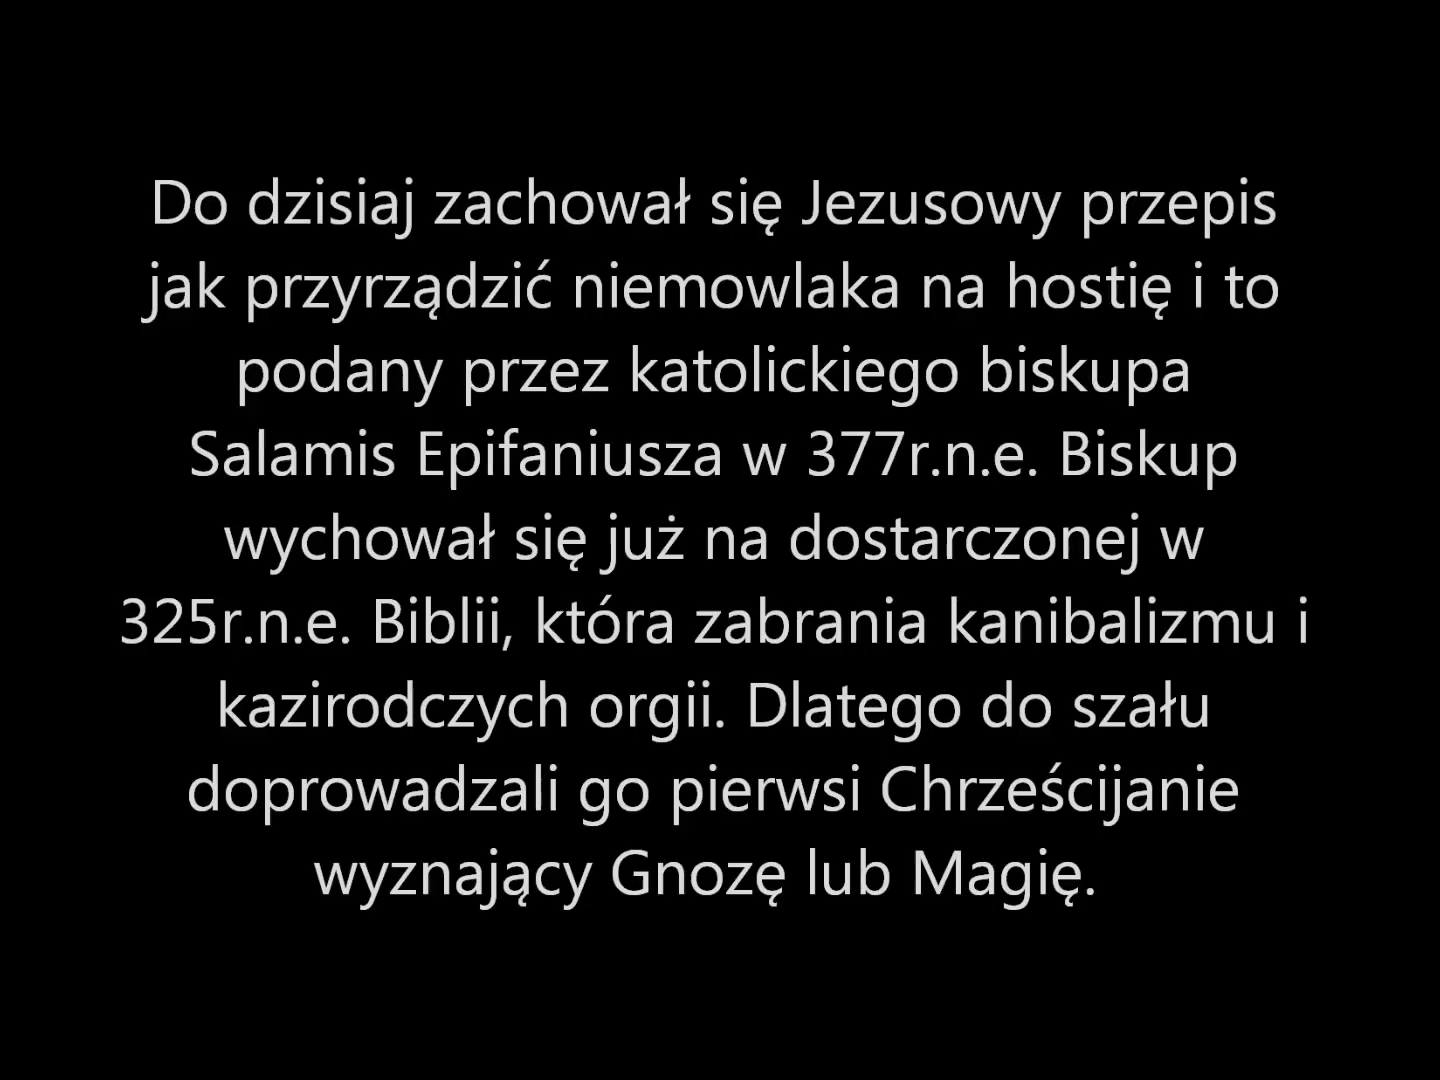 Do dzisiaj zachował się Jezusowy przepis
jak przyrządzić niemowlaka na hostię i to
podany przez katolickiego biskupa
Salamis Epifaniusza w 377r.n.e. Biskup
wychował się już na dostarczonej w
325r.n.e. Biblii, która zabrania kanibalizmu i
kazirodczych orgii. Dlatego do szału
doprowadzali go pierwsi Chrześcijanie
wyznający Gnozę lub Magię.